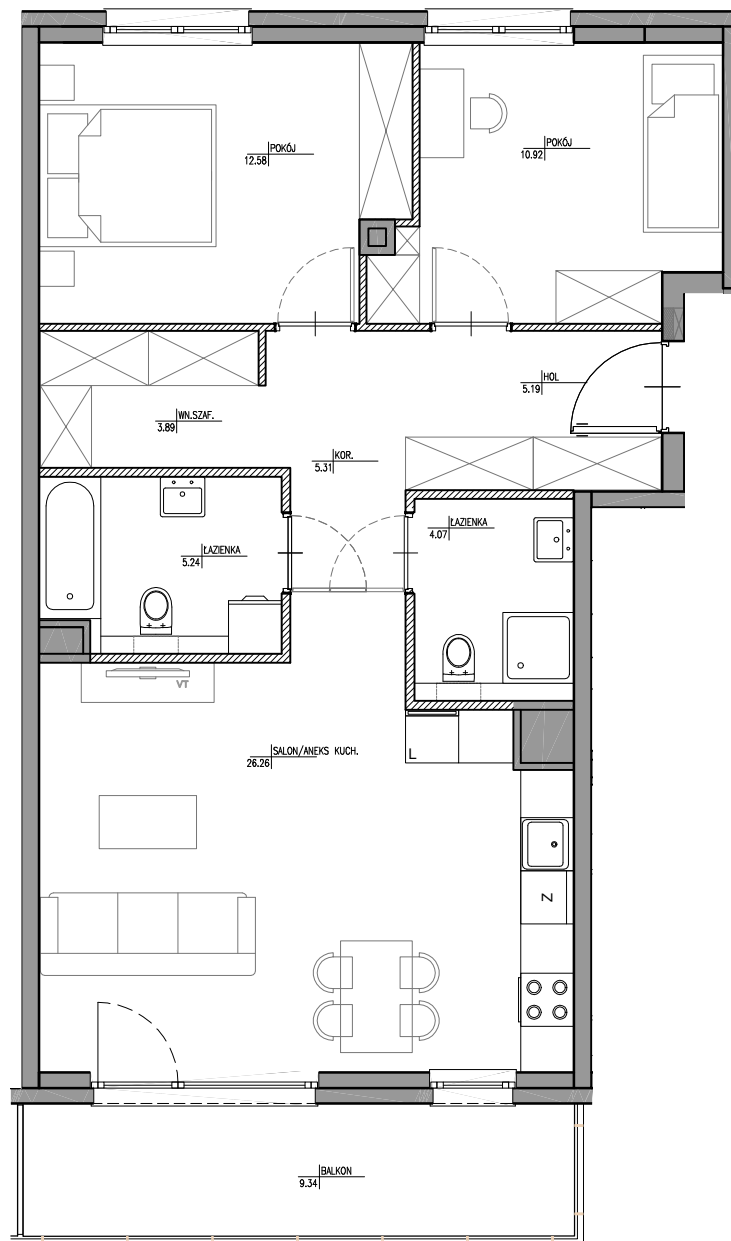 POKÓJ
12.58
POKÓJ
10.92
HOL
5.19
WN.SZAF.
3.89
KOR.
5.31
ŁAZIENKA
4.07
ŁAZIENKA
5.24
VT
SALON/ANEKS KUCH.
26.26
L
Z
BALKON
9.34